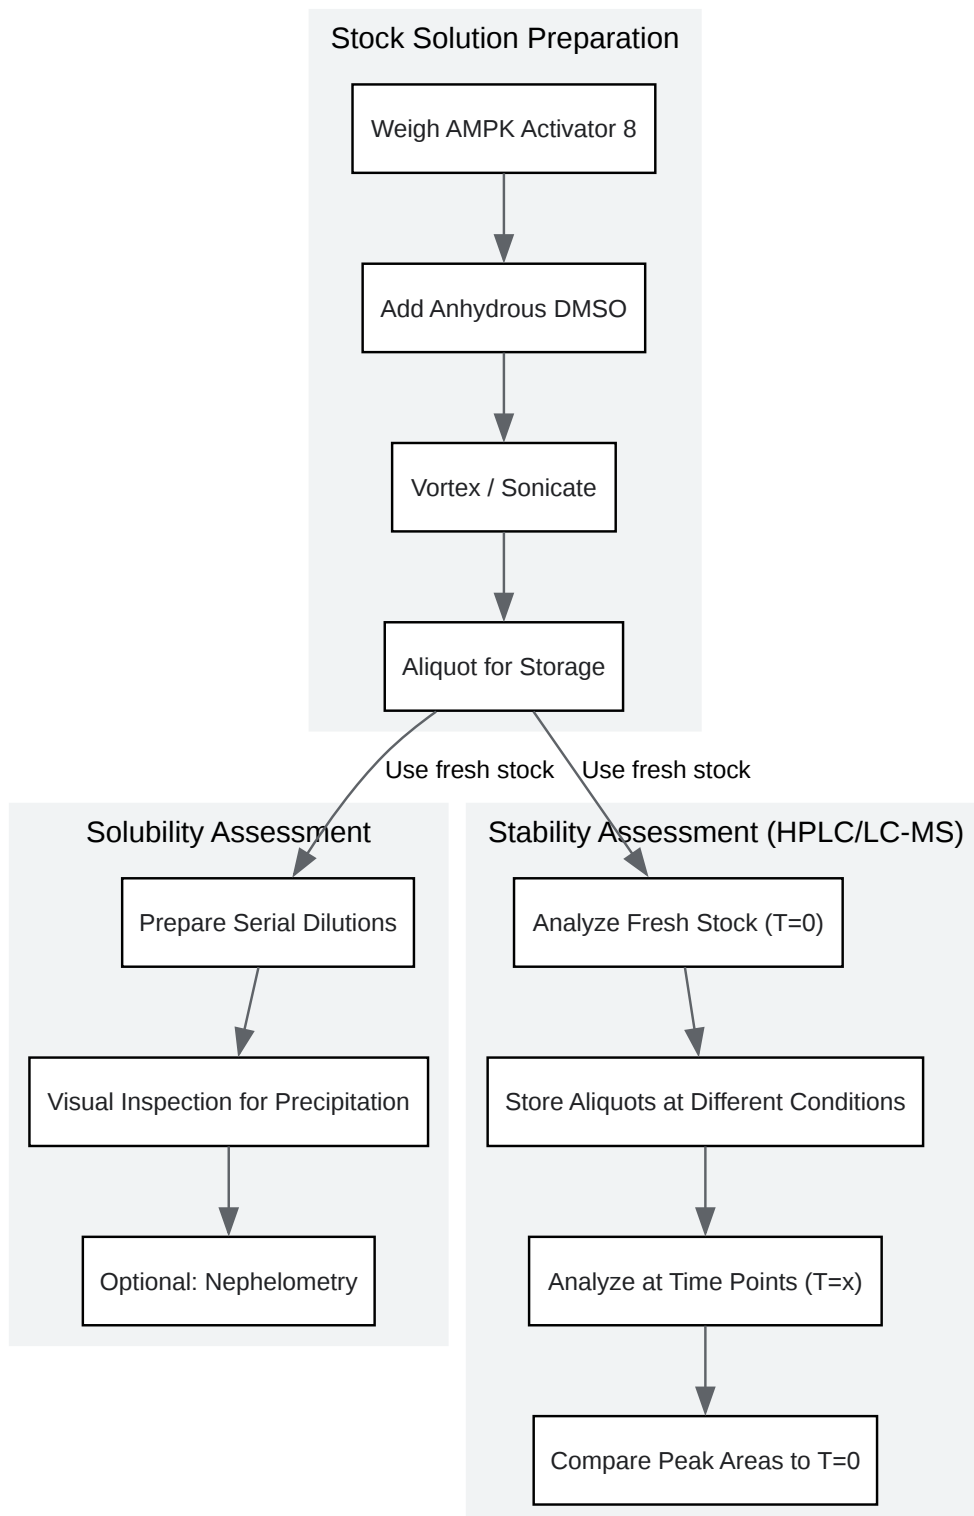 Stock Solution Preparation
Weigh AMPK Activator 8
Add Anhydrous DMSO
Vortex / Sonicate
Aliquot for Storage
Use fresh stock
Use fresh stock
Solubility Assessment
Prepare Serial Dilutions
Visual Inspection for Precipitation
Optional: Nephelometry
Stability Assessment (HPLC/LC-MS)
Analyze Fresh Stock (T=0)
Store Aliquots at Different Conditions
Analyze at Time Points (T=x)
Compare Peak Areas to T=0